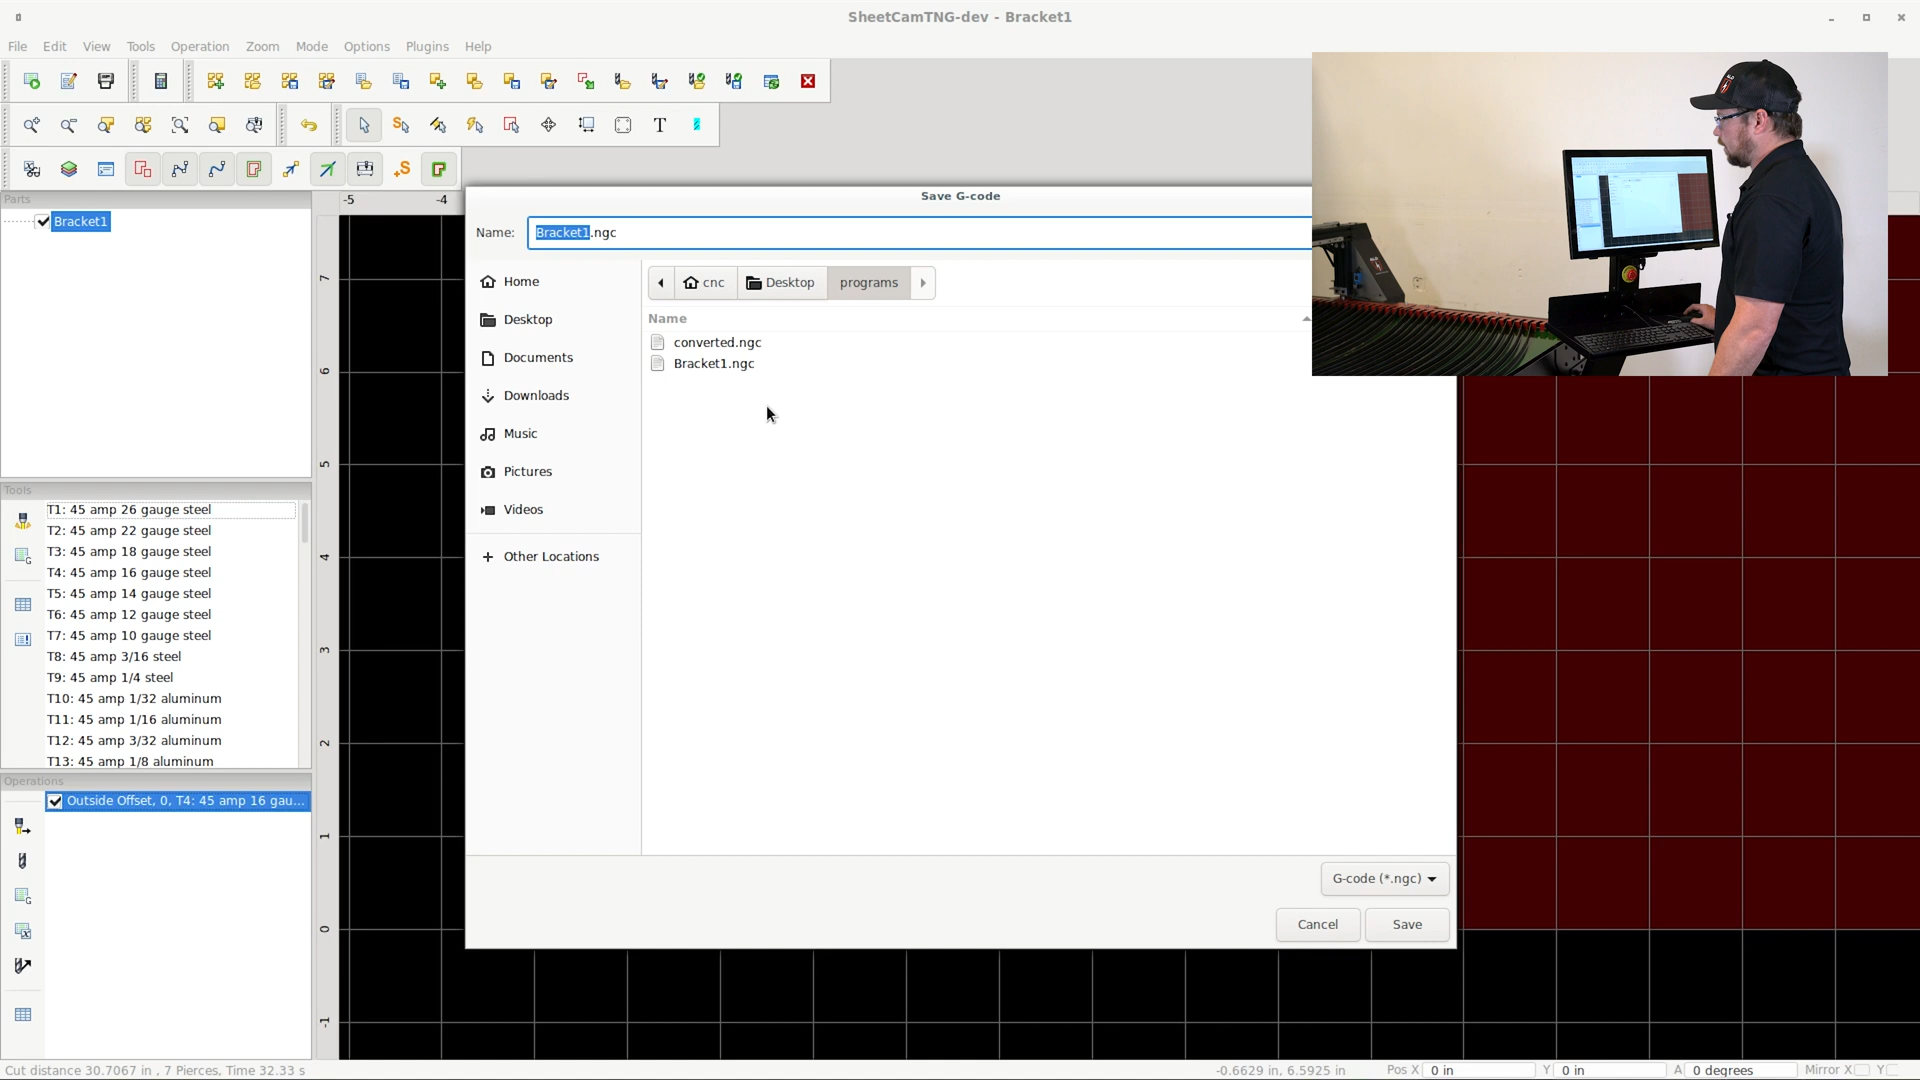 SheetCamTNG-dev - Bracket1
File Edit View Tools Operation Zoom Mode Options Plugins Help
Parts
Bracket1
Tools
T1: 45 amp 26 gauge steel
T2: 45 amp 22 gauge steel
T3: 45 amp 18 gauge steel
T4: 45 amp 16 gauge steel
T5: 45 amp 14 gauge steel
T6: 45 amp 12 gauge steel
T7: 45 amp 10 gauge steel
T8: 45 amp 3/16 steel
T9: 45 amp 1/4 steel
T10: 45 amp 1/32 aluminum
T11: 45 amp 1/16 aluminum
T12: 45 amp 3/32 aluminum
T13: 45 amp 1/8 aluminum
Operations
Outside Offset, 0, T4: 45 amp 16 gau...
-5 -4
7
6
5
4
3
2
1
0
-1
Save G-code
Name: Bracket1.ngc
Home
Desktop
Documents
Downloads
Music
Pictures
Videos
Other Locations
cnc Desktop programs
Name
converted.ngc
Bracket1.ngc
G-code (*.ngc)
Cancel Save
Cut distance 30.7067 in , 7 Pierces, Time 32.33 s
-0.6629 in, 6.5925 in Pos X 0 in Y 0 in A 0 degrees Mirror X Y